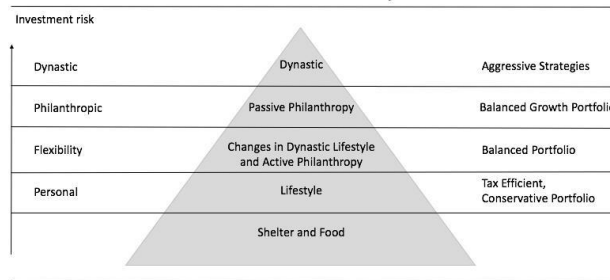 Investment risk
Dynastic Dynastic Aggressive Strategies
Philanthropic Passive Philanthropy Balanced Growth
Flexibility Changes in Dynastic Lifestyle and Active Philanthropy Balanced Portfolio
Personal Lifestyle Tax Efficient, Conservative Portfolio
Shelter and Food